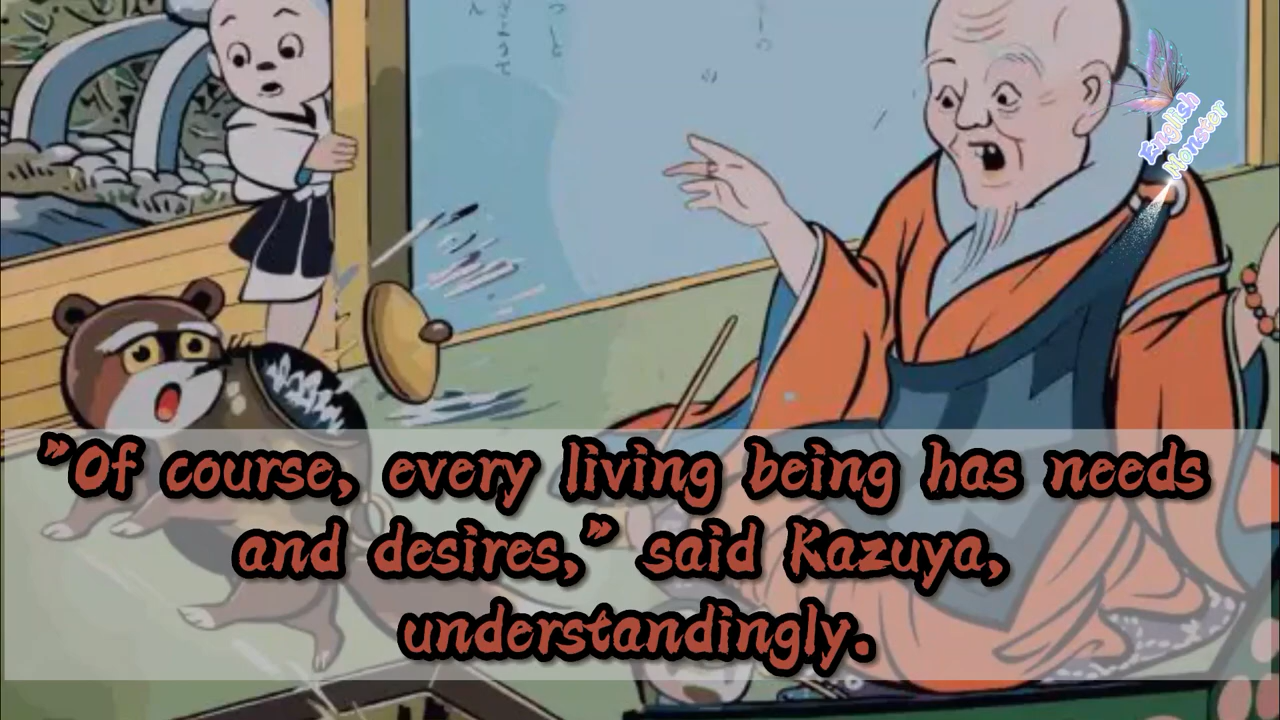 English
Monster
"Of course, every living being has needs
and desires," said Kazuya,
understandingly.